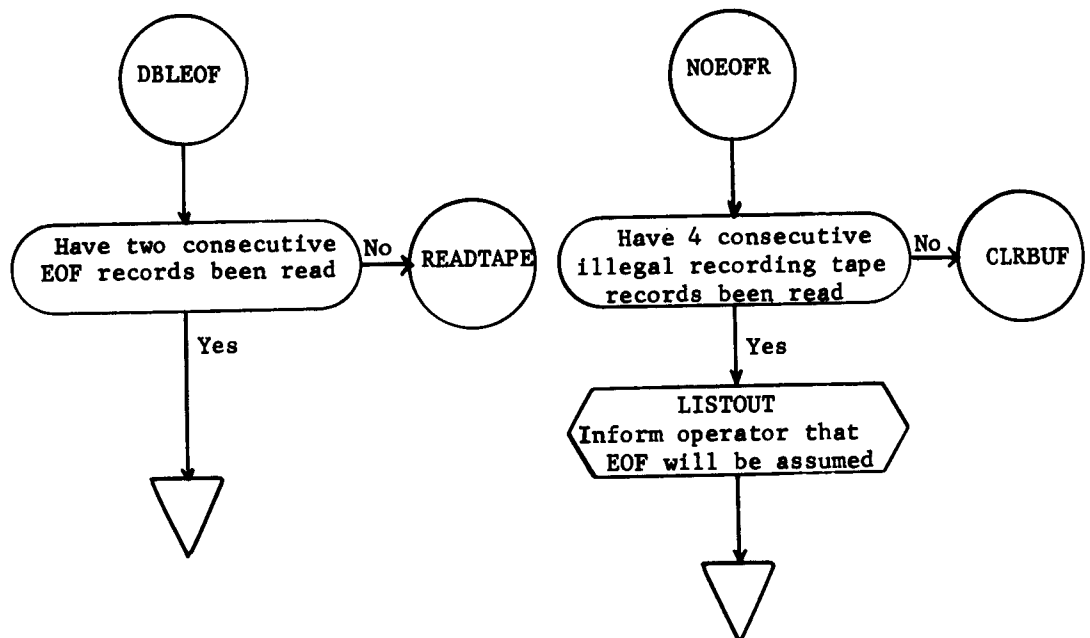 DBLEOF
Have two consecutive
EOF records been read
No
READTAPE
Yes
NOEOFR
Have 4 consecutive
illegal recording tape
records been read
No
CLRBUF
Yes
LISTOUT
Inform operator that
EOF will be assumed